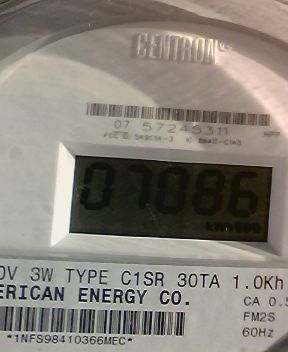 CENTRON®
07 57245311
07086
0V 3W TYPE C1SR 30TA 1.0Kh
ERICAN ENERGY CO.
CA 0.5
FM2S
*1NFS98410366MEC*
60Hz